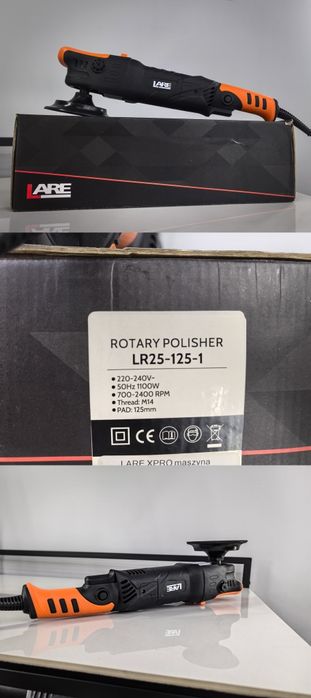 LARE
LARE
ROTARY POLISHER
LR25-125-1
• 220-240V~
• 50Hz 1100W
• 700-2400 RPM
• Thread: M14
• PAD: 125mm
CE
LARE XPRO maszyna
LARE